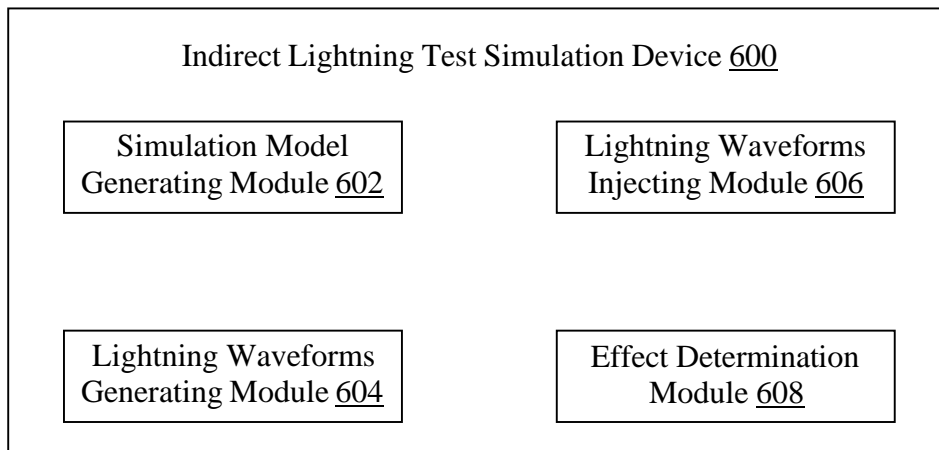 Indirect Lightning Test Simulation Device 600
Simulation Model
Generating Module 602
Lightning Waveforms
Injecting Module 606
Lightning Waveforms
Generating Module 604
Effect Determination
Module 608